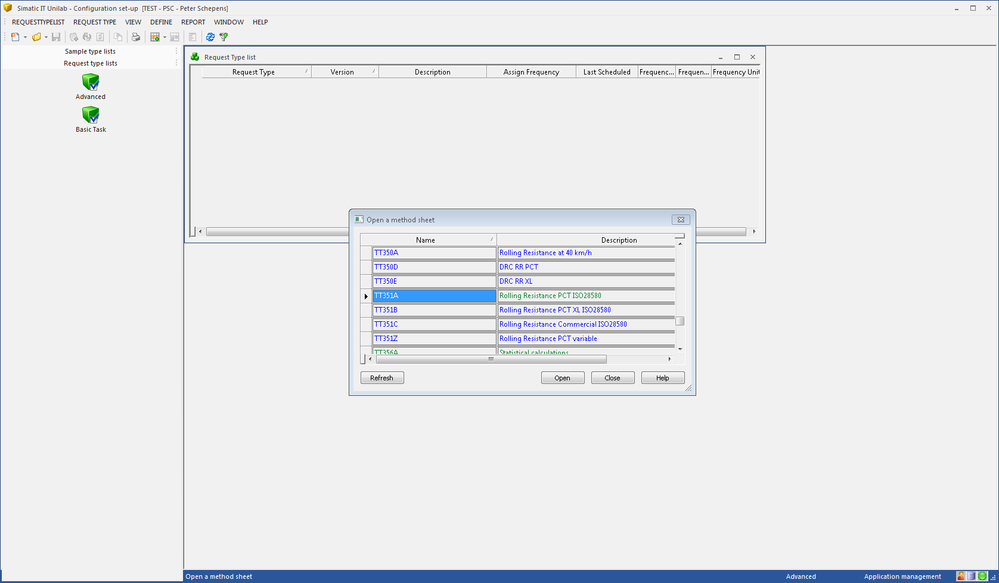 Simatic IT Unilab - Configuration set-up [TEST - PSC - Peter Schepens]
REQUESTTYPELIST REQUEST TYPE VIEW DEFINE REPORT WINDOW HELP
Sample type lists
Request type lists
Advanced
Basic Task
Request Type list
Request Type Version Description Assign Frequency Last Scheduled Frequenc... Frequen... Frequency Unit
Open a method sheet
Name Description
TT350A Rolling Resistance at 40 km/h
TT350D DRC RR PCT
TT350E DRC RR XL
TT351A Rolling Resistance PCT ISO28580
TT351B Rolling Resistance PCT XL ISO28580
TT351C Rolling Resistance Commercial ISO28580
TT351Z Rolling Resistance PCT variable
TT356A Statistical calculations
Refresh Open Close Help
Open a method sheet Advanced Application management